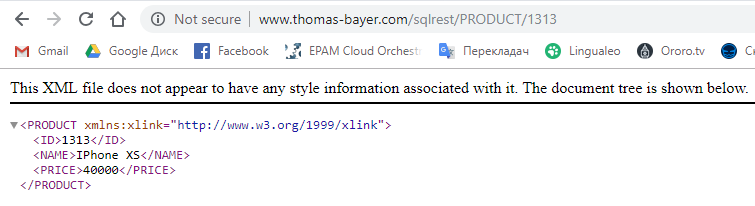 Not secure | www.thomas-bayer.com/sqlrest/PRODUCT/1313
Gmail Google Диск Facebook EPAM Cloud Orchestr Перекладач Lingualeo Ororo.tv Ск
This XML file does not appear to have any style information associated with it. The document tree is shown below.
<PRODUCT xmlns:xlink="http://www.w3.org/1999/xlink">
<ID>1313</ID>
<NAME>IPhone XS</NAME>
<PRICE>40000</PRICE>
</PRODUCT>